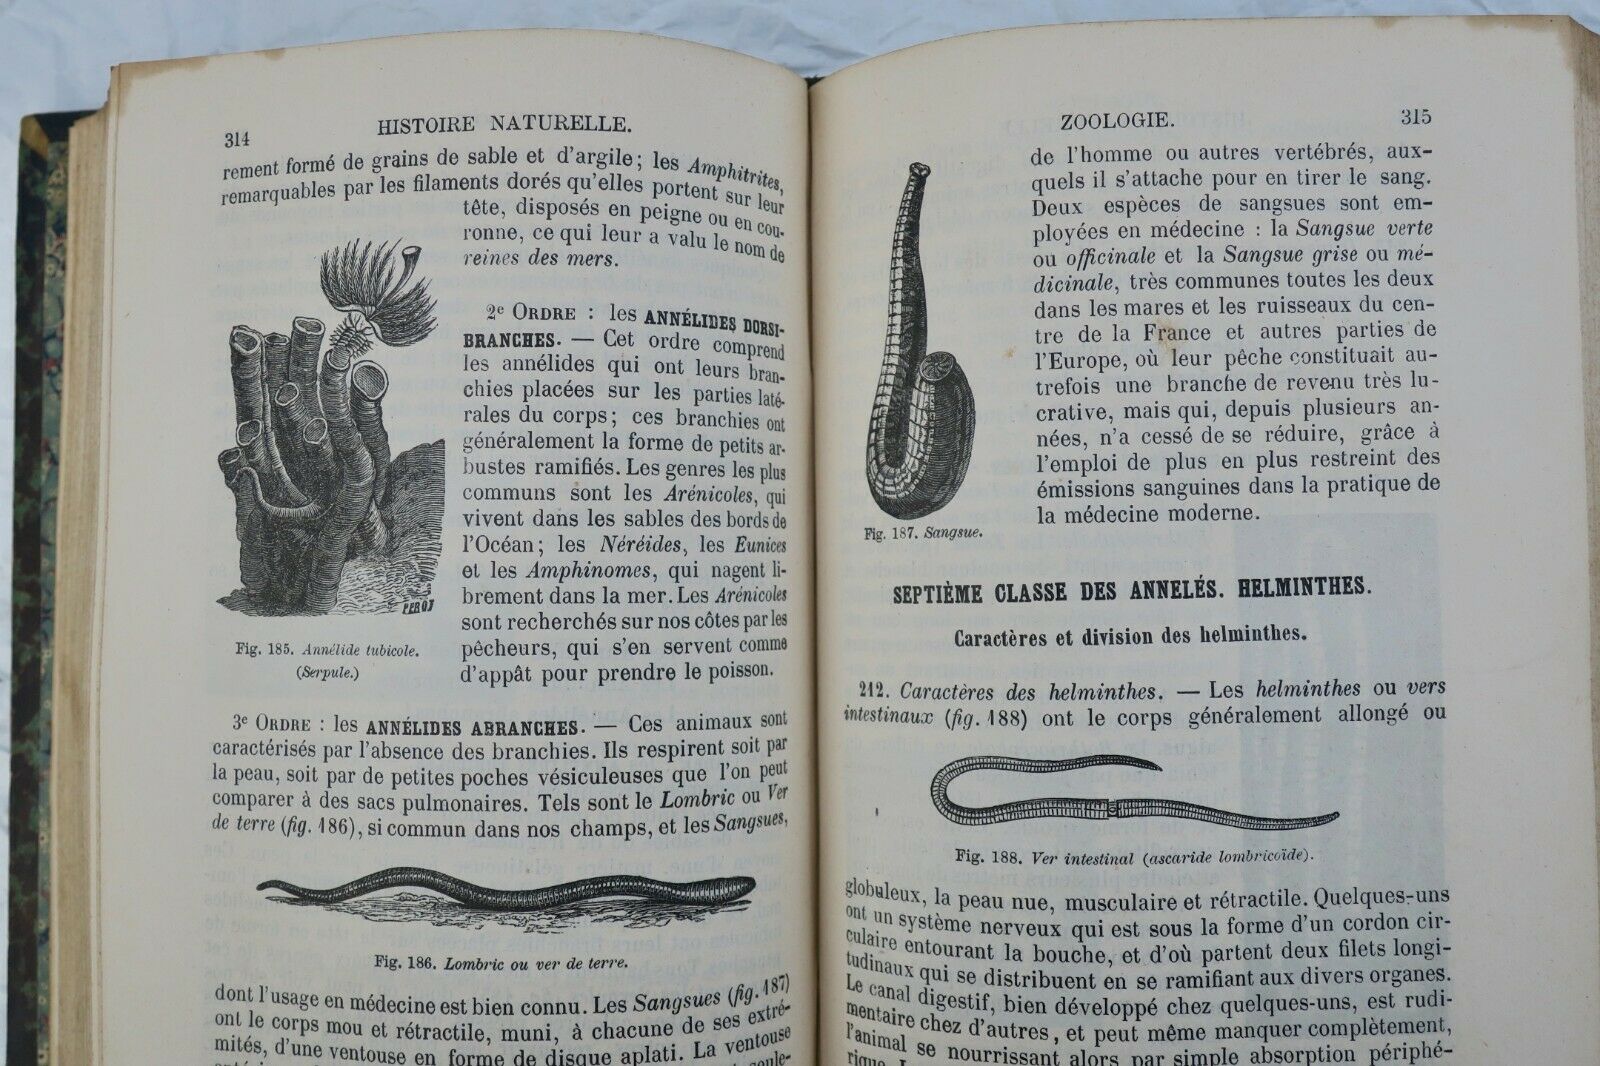 314
HISTOIRE NATURELLE.
rement formé de grains de sable et d'argile; les Amphitrites,
remarquables par les filaments dorés qu'elles portent sur leur
tête, disposés en peigne ou en cou-
ronne, ce qui leur a valu le nom de
reines des mers.
2e ORDRE : les ANNÉLIDES DORSI-
BRANCHES. — Cet ordre comprend
les annélides qui ont leurs bran-
chies placées sur les parties laté-
rales du corps; ces branchies ont
généralement la forme de petits ar-
bustes ramifiés. Les genres les plus
communs sont les Arénicoles, qui
vivent dans les sables des bords de
l'Océan; les Néréides, les Eunices
et les Amphinomes, qui nagent li-
brement dans la mer. Les Arénicoles
sont recherchés sur nos côtes par les
pêcheurs, qui s'en servent comme
d'appât pour prendre le poisson.
PEROT
Fig. 185. Annélide tubicole.
(Serpule.)
3e ORDRE : les ANNÉLIDES ABRANCHES. — Ces animaux sont
caractérisés par l'absence des branchies. Ils respirent soit par
la peau, soit par de petites poches vésiculeuses que l'on peut
comparer à des sacs pulmonaires. Tels sont le Lombric ou Ver
de terre (fig. 186), si commun dans nos champs, et les Sangsues,
Fig. 186. Lombric ou ver de terre.
dont l'usage en médecine est bien connu. Les Sangsues (fig. 187)
ont le corps mou et rétractile, muni, à chacune de ses extré-
mités, d'une ventouse en forme de disque aplati. La ventouse
ZOOLOGIE.
315
de l'homme ou autres vertébrés, aux-
quels il s'attache pour en tirer le sang.
Deux espèces de sangsues sont em-
ployées en médecine : la Sangsue verte
ou officinale et la Sangsue grise ou mé-
dicinale, très communes toutes les deux
dans les mares et les ruisseaux du cen-
tre de la France et autres parties de
l'Europe, où leur pêche constituait au-
trefois une branche de revenu très lu-
crative, mais qui, depuis plusieurs an-
nées, n'a cessé de se réduire, grâce à
l'emploi de plus en plus restreint des
émissions sanguines dans la pratique de
la médecine moderne.
Fig. 187. Sangsue.
SEPTIÈME CLASSE DES ANNELÉS. HELMINTHES.
Caractères et division des helminthes.
212. Caractères des helminthes. — Les helminthes ou vers
intestinaux (fig. 188) ont le corps généralement allongé ou
Fig. 188. Ver intestinal (ascaride lombricoïde).
globuleux, la peau nue, musculaire et rétractile. Quelques-uns
ont un système nerveux qui est sous la forme d'un cordon cir-
culaire entourant la bouche, et d'où partent deux filets longi-
tudinaux qui se distribuent en se ramifiant aux divers organes.
Le canal digestif, bien développé chez quelques-uns, est rudi-
mentaire chez d'autres, et peut même manquer complètement,
l'animal se nourrissant alors par simple absorption périphé-